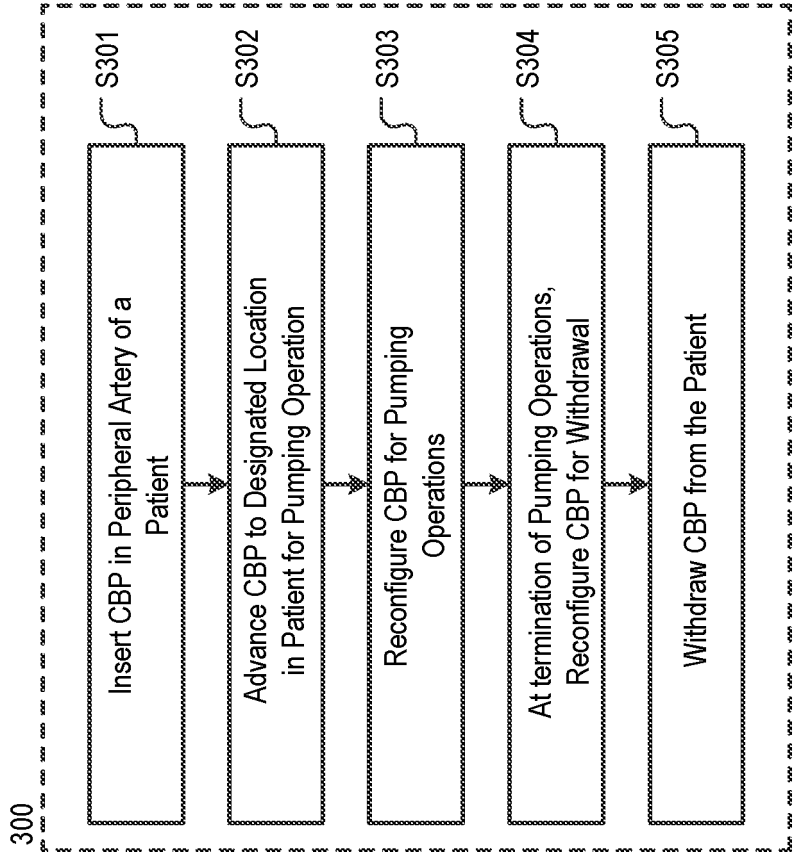 300
Insert CBP in Peripheral Artery of a
Patient
S301
Advance CBP to Designated Location
in Patient for Pumping Operation
S302
Reconfigure CBP for Pumping
Operations
S303
At termination of Pumping Operations,
Reconfigure CBP for Withdrawal
S304
Withdraw CBP from the Patient
S305